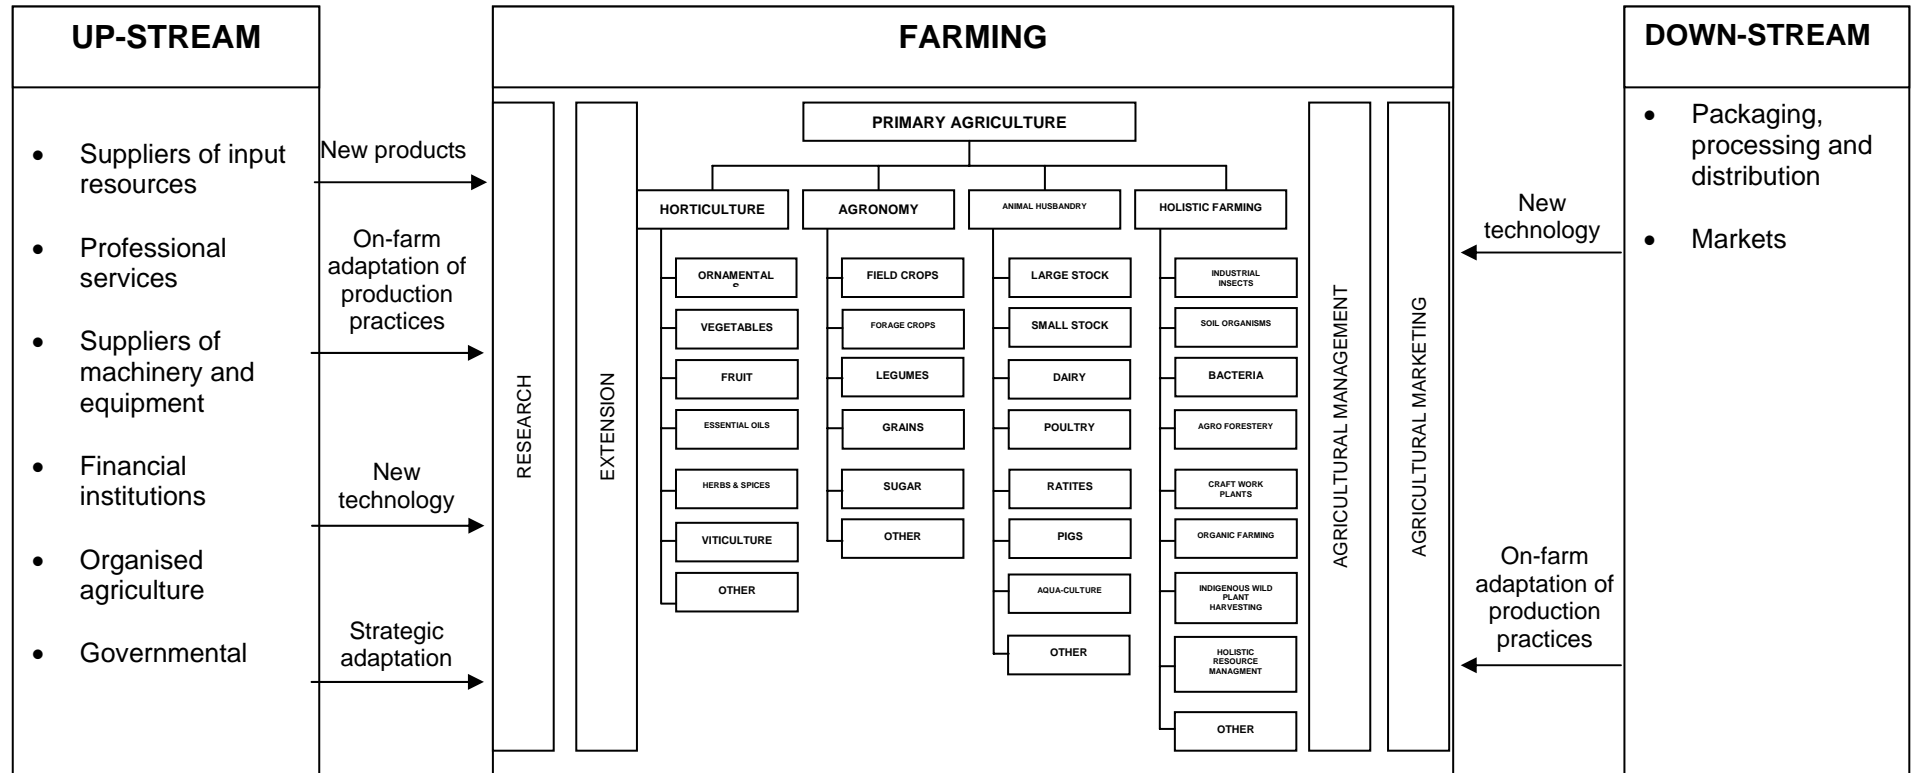 UP-STREAM
FARMING
DOWN-STREAM
• Suppliers of input
resources
• Professional
services
• Suppliers of
machinery and
equipment
• Financial
institutions
• Organised
agriculture
• Governmental
New products
On-farm
adaptation of
production
practices
New
technology
Strategic
adaptation
RESEARCH
EXTENSION
PRIMARY AGRICULTURE
HORTICULTURE
ORNAMENTAL
S
VEGETABLES
FRUIT
ESSENTIAL OILS
HERBS & SPICES
VITICULTURE
OTHER
AGRONOMY
FIELD CROPS
FORAGE CROPS
LEGUMES
GRAINS
SUGAR
OTHER
ANIMAL HUSBANDRY
LARGE STOCK
SMALL STOCK
DAIRY
POULTRY
RATITES
PIGS
AQUA-CULTURE
OTHER
HOLISTIC FARMING
INDUSTRIAL
INSECTS
SOIL ORGANISMS
BACTERIA
AGRO FORESTERY
CRAFT WORK
PLANTS
ORGANIC FARMING
INDIGENOUS WILD
PLANT
HARVESTING
HOLISTIC
RESOURCE
MANAGMENT
OTHER
AGRICULTURAL MANAGEMENT
AGRICULTURAL MARKETING
New
technology
On-farm
adaptation of
production
practices
• Packaging,
processing and
distribution
• Markets